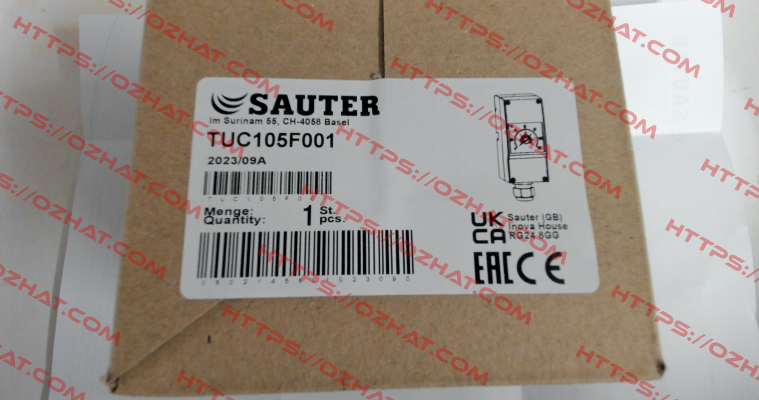 SAUTER
Im Surinam 55, CH-4058 Basel
TUC105F001
2023/09A
Menge:
Quantity:
1 St.
pcs.
UK
CA
Sauter (GB)
Inova House
RG24 8GG
EAC CE
HTTPS://OZHAT.COM